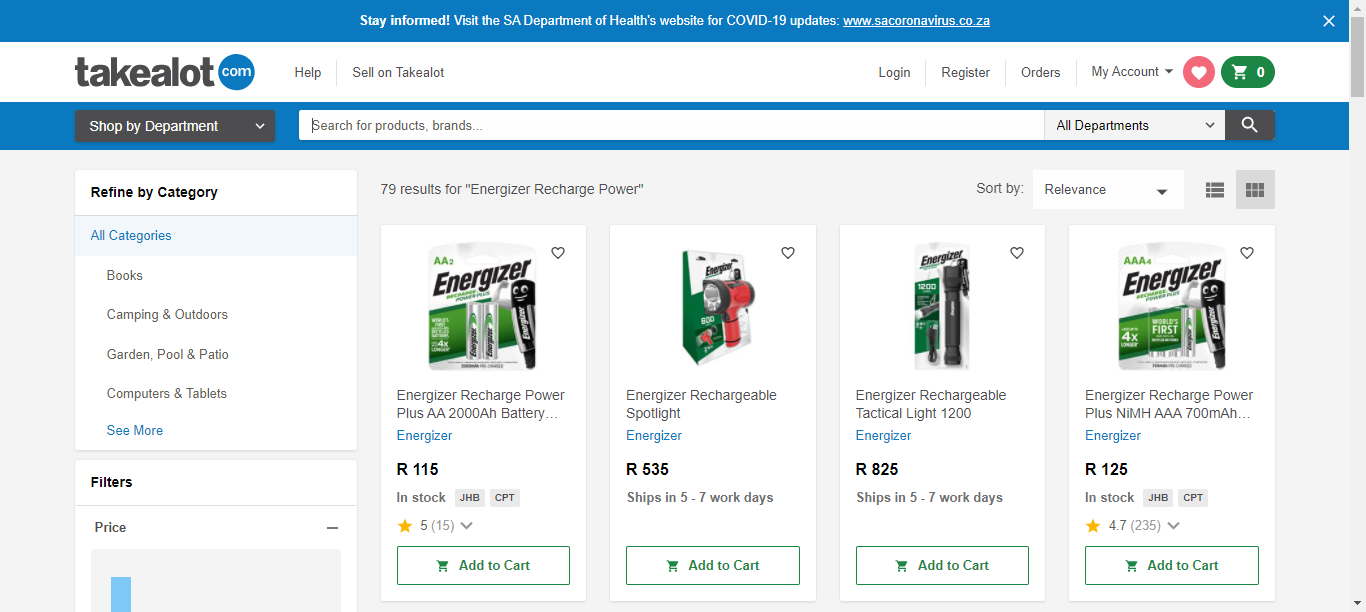 Stay informed! Visit the SA Department of Health's website for COVID-19 updates: www.sacoronavirus.co.za
takealot com
Help
Sell on Takealot
Login
Register
Orders
My Account
0
Shop by Department
Search for products, brands...
All Departments
Refine by Category
All Categories
Books
Camping & Outdoors
Garden, Pool & Patio
Computers & Tablets
See More
Filters
Price
79 results for "Energizer Recharge Power"
Sort by:
Relevance
AA2
Energizer
RECHARGE
POWER PLUS
WORLD'S
FIRST
4X
LONGER
Energizer Recharge Power
Plus AA 2000Ah Battery…
Energizer
R 115
In stock JHB CPT
5 (15)
Add to Cart
Energizer
600
Energizer Rechargeable
Spotlight
Energizer
R 535
Ships in 5 - 7 work days
Add to Cart
Energizer
1200
Energizer Rechargeable
Tactical Light 1200
Energizer
R 825
Ships in 5 - 7 work days
Add to Cart
AAA4
Energizer
RECHARGE
POWER PLUS
WORLD'S
FIRST
4x
LONGER
Energizer Recharge Power
Plus NiMH AAA 700mAh…
Energizer
R 125
In stock JHB CPT
4.7 (235)
Add to Cart